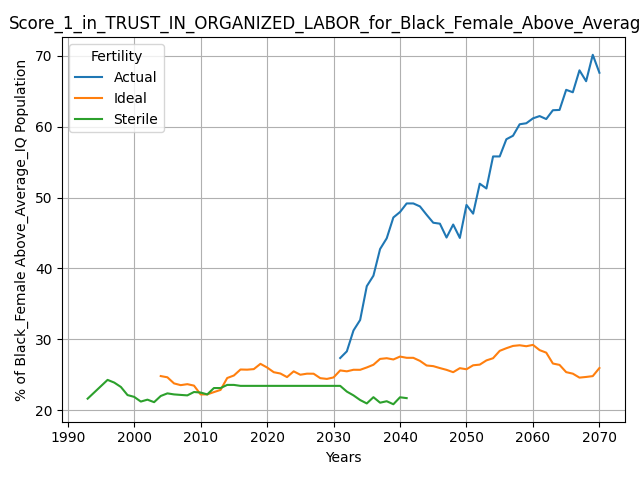 Score_1_in_TRUST_IN_ORGANIZED_LABOR_for_Black_Female_Above_Averag
Fertility
Actual
Ideal
Sterile
% of Black_Female Above_Average_IQ Population
70
60
50
40
30
20
1990 2000 2010 2020 2030 2040 2050 2060 2070
Years